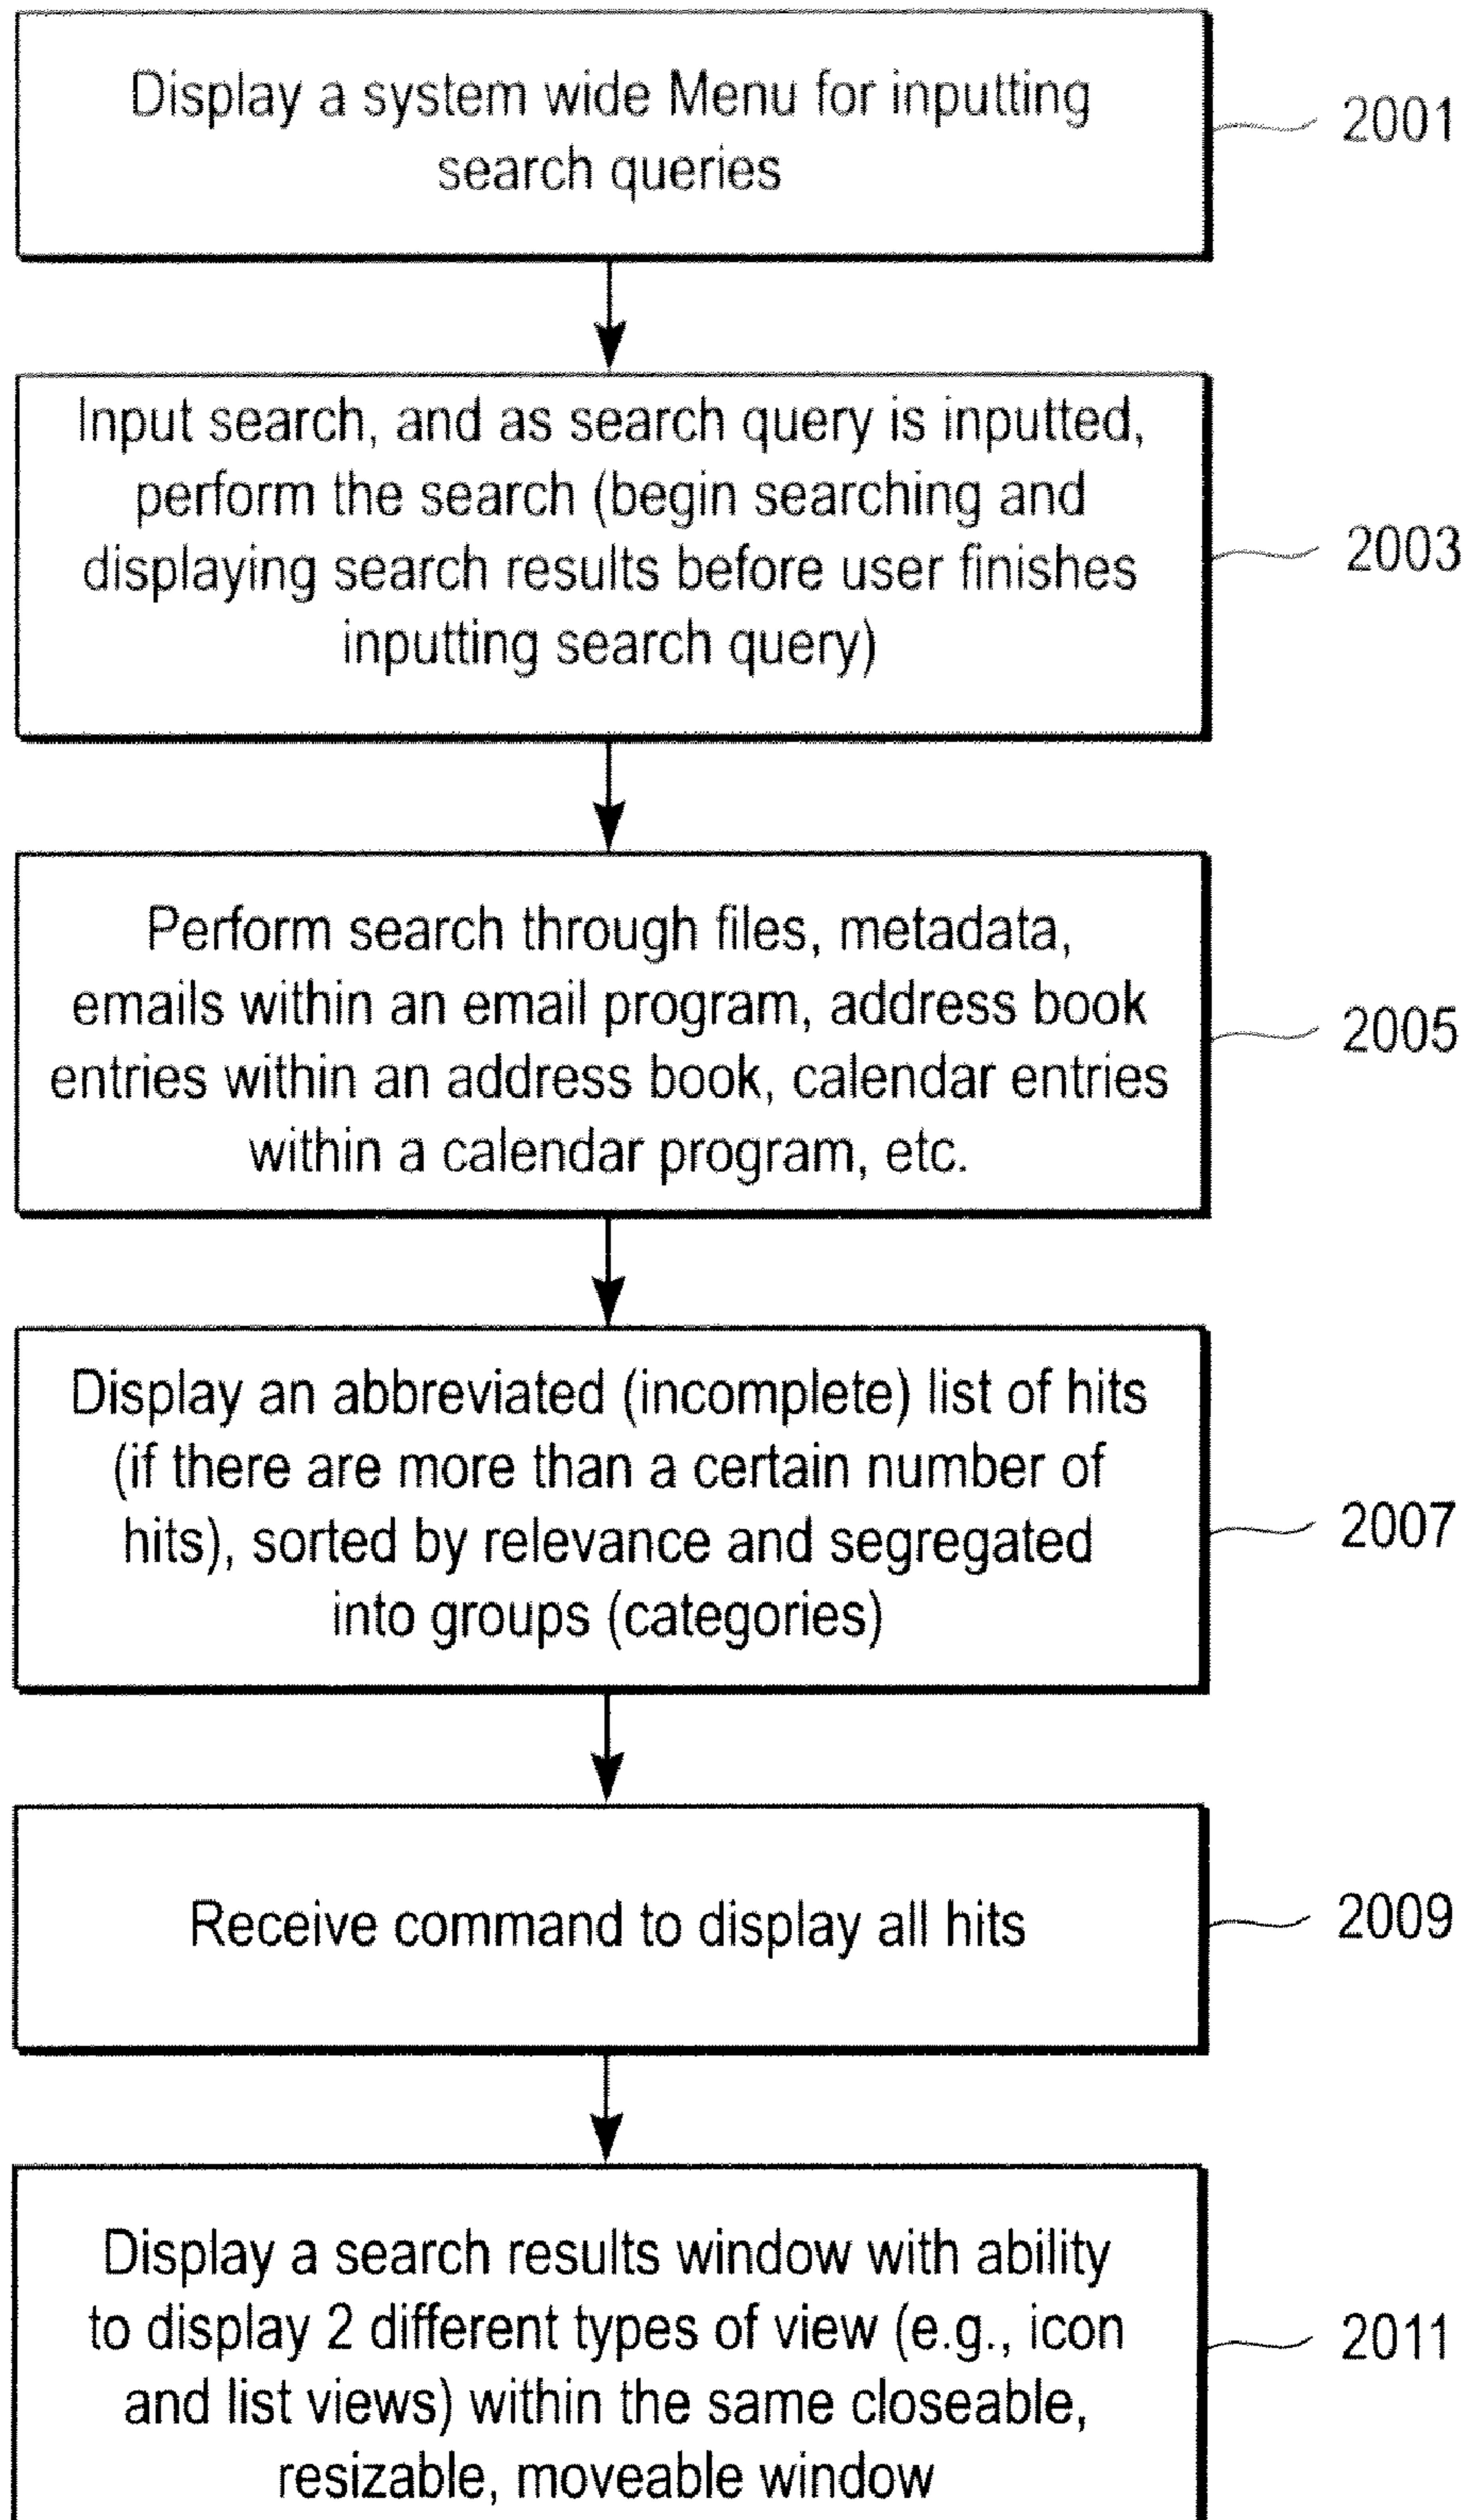 Display a system wide Menu for inputting
search queries
2001
Input search, and as search query is inputted,
perform the search (begin searching and
displaying search results before user finishes
inputting search query)
2003
Perform search through files, metadata,
emails within an email program, address book
entries within an address book, calendar entries
within a calendar program, etc.
2005
Display an abbreviated (incomplete) list of hits
(if there are more than a certain number of
hits), sorted by relevance and segregated
into groups (categories)
2007
Receive command to display all hits
2009
Display a search results window with ability
to display 2 different types of view (e.g., icon
and list views) within the same closeable,
resizable, moveable window
2011